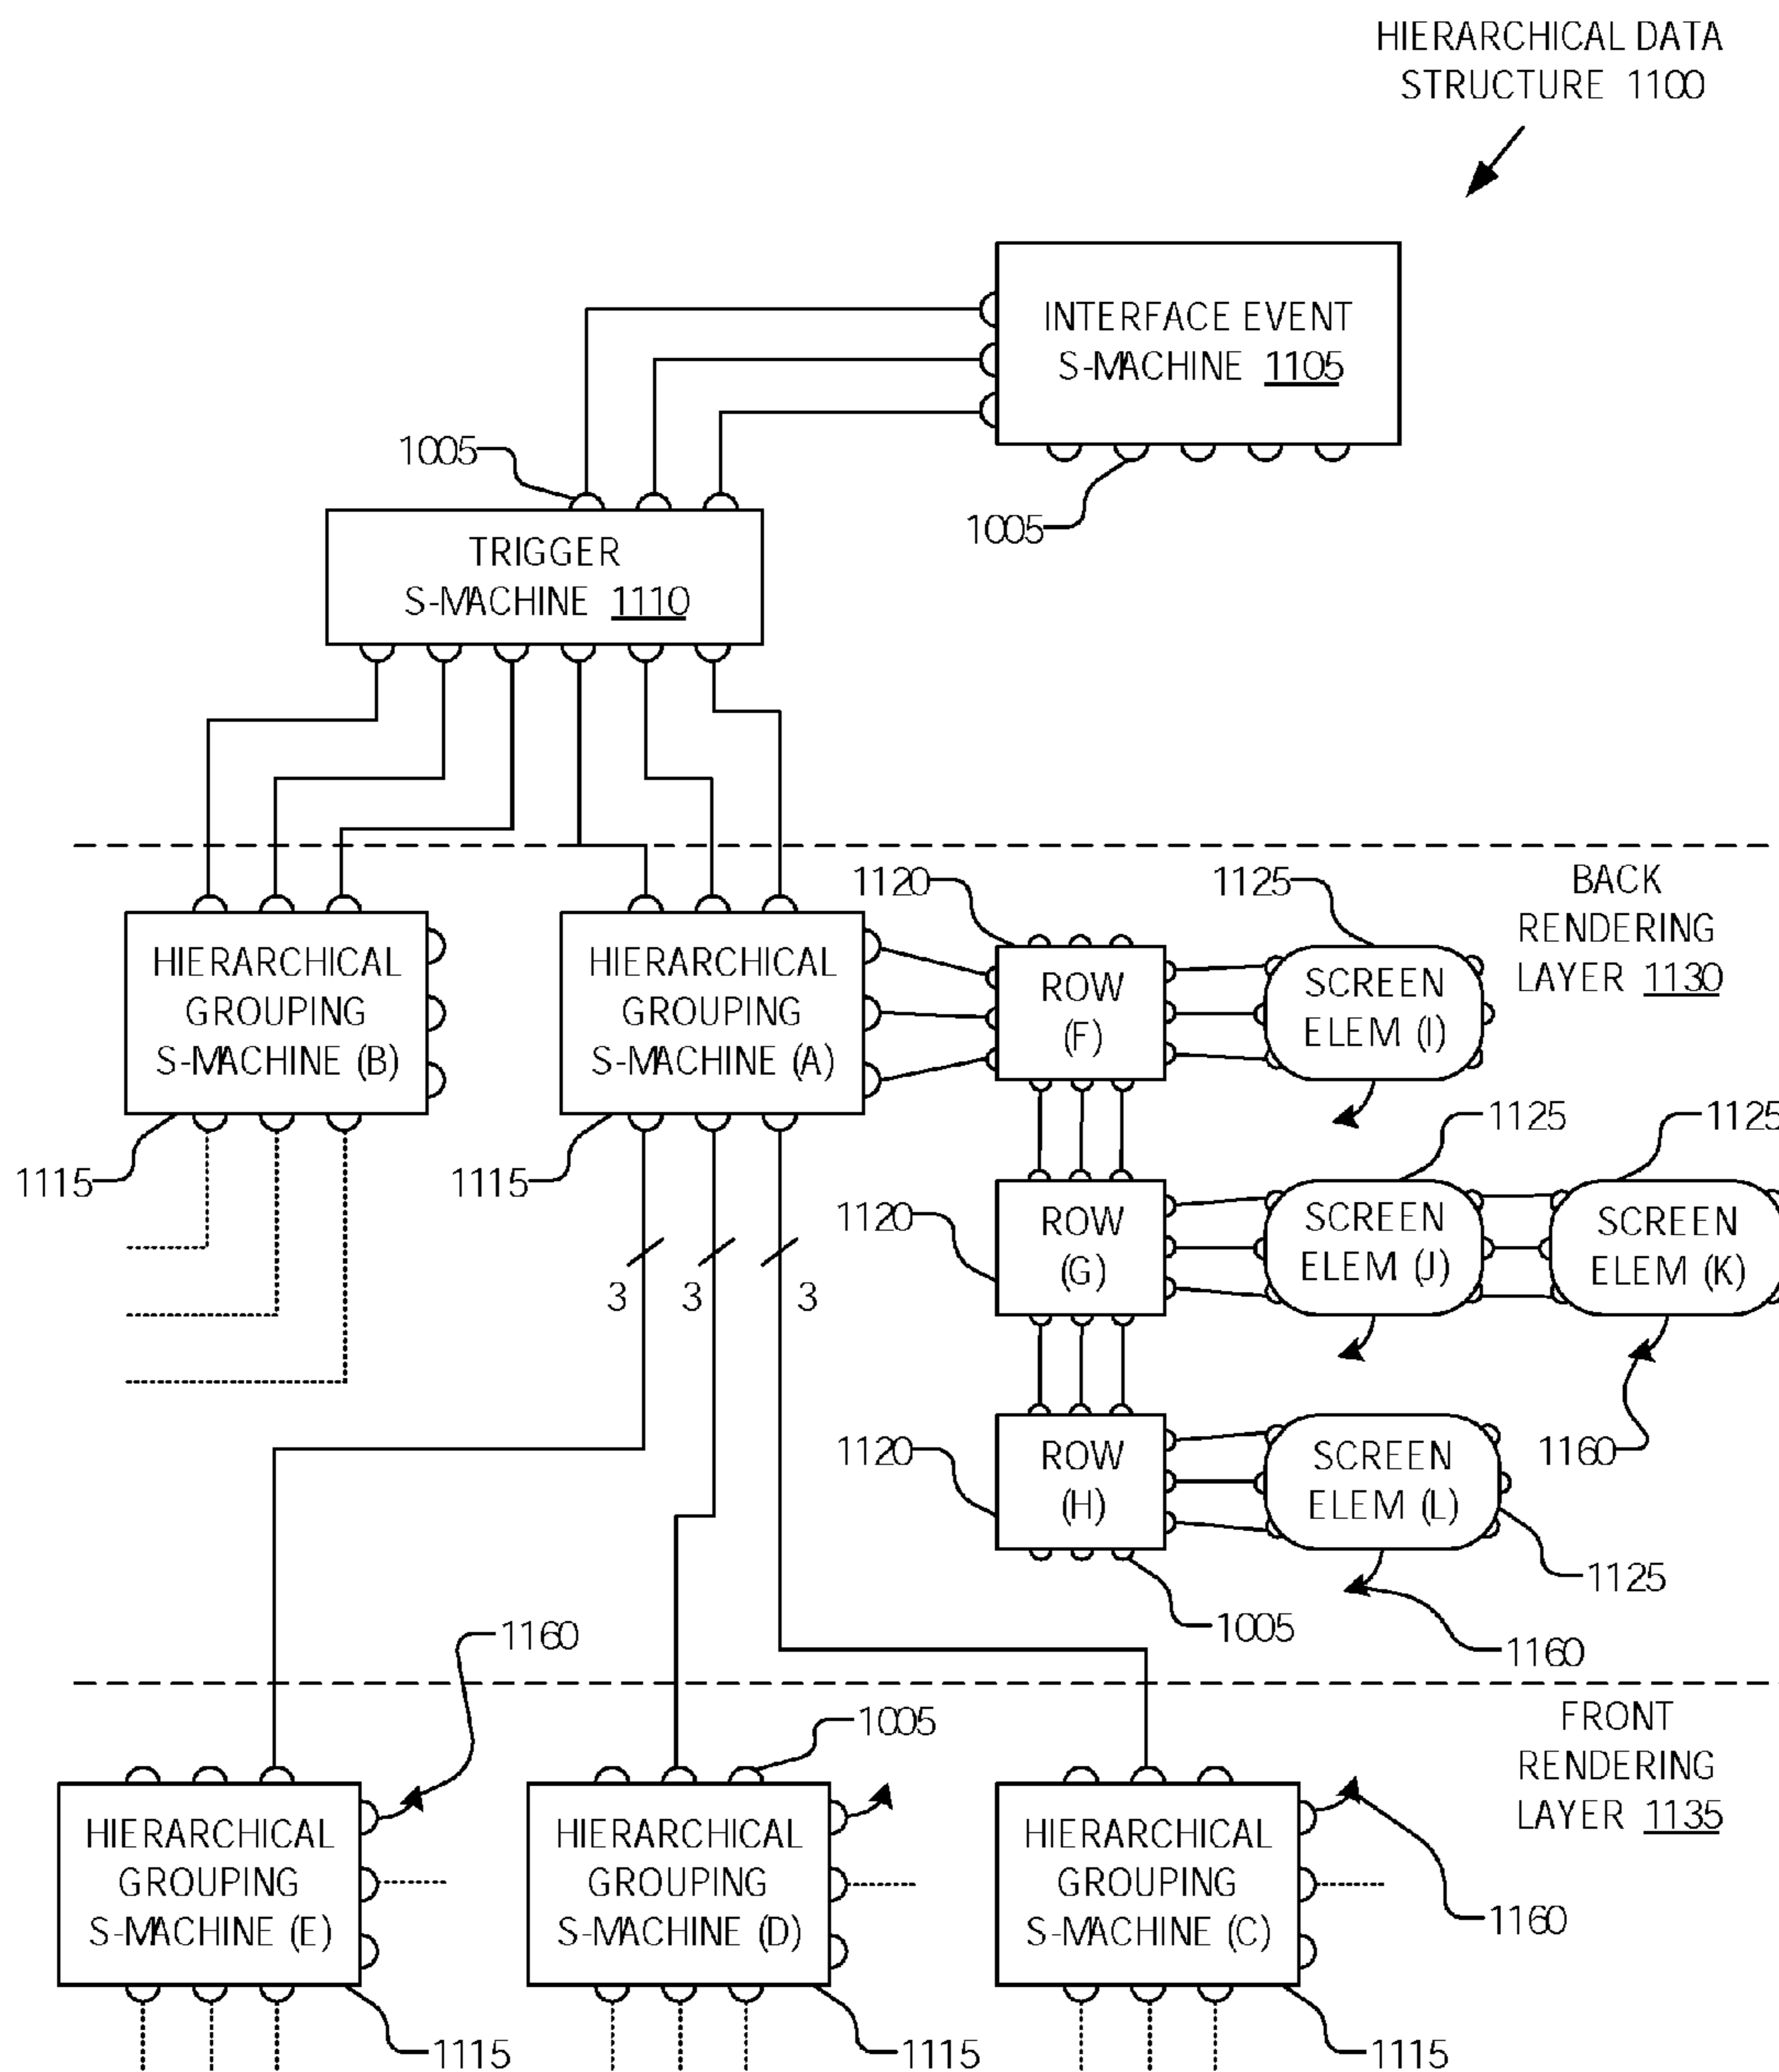 HIERARCHICAL DATA
STRUCTURE 1100
INTERFACE EVENT
S-MACHINE 1105
1005
1005
TRIGGER
S-MACHINE 1110
1120
1125
BACK
RENDERING
LAYER 1130
HIERARCHICAL
GROUPING
S-MACHINE (B)
HIERARCHICAL
GROUPING
S-MACHINE (A)
ROW
(F)
SCREEN
ELEM (I)
1115
1115
1125
1125
1120
ROW
(G)
SCREEN
ELEM (J)
SCREEN
ELEM (K)
3
3
3
1120
ROW
(H)
SCREEN
ELEM (L)
1160
1125
1005
1160
1160
1005
FRONT
RENDERING
LAYER 1135
HIERARCHICAL
GROUPING
S-MACHINE (E)
HIERARCHICAL
GROUPING
S-MACHINE (D)
HIERARCHICAL
GROUPING
S-MACHINE (C)
1160
1115
1115
1115